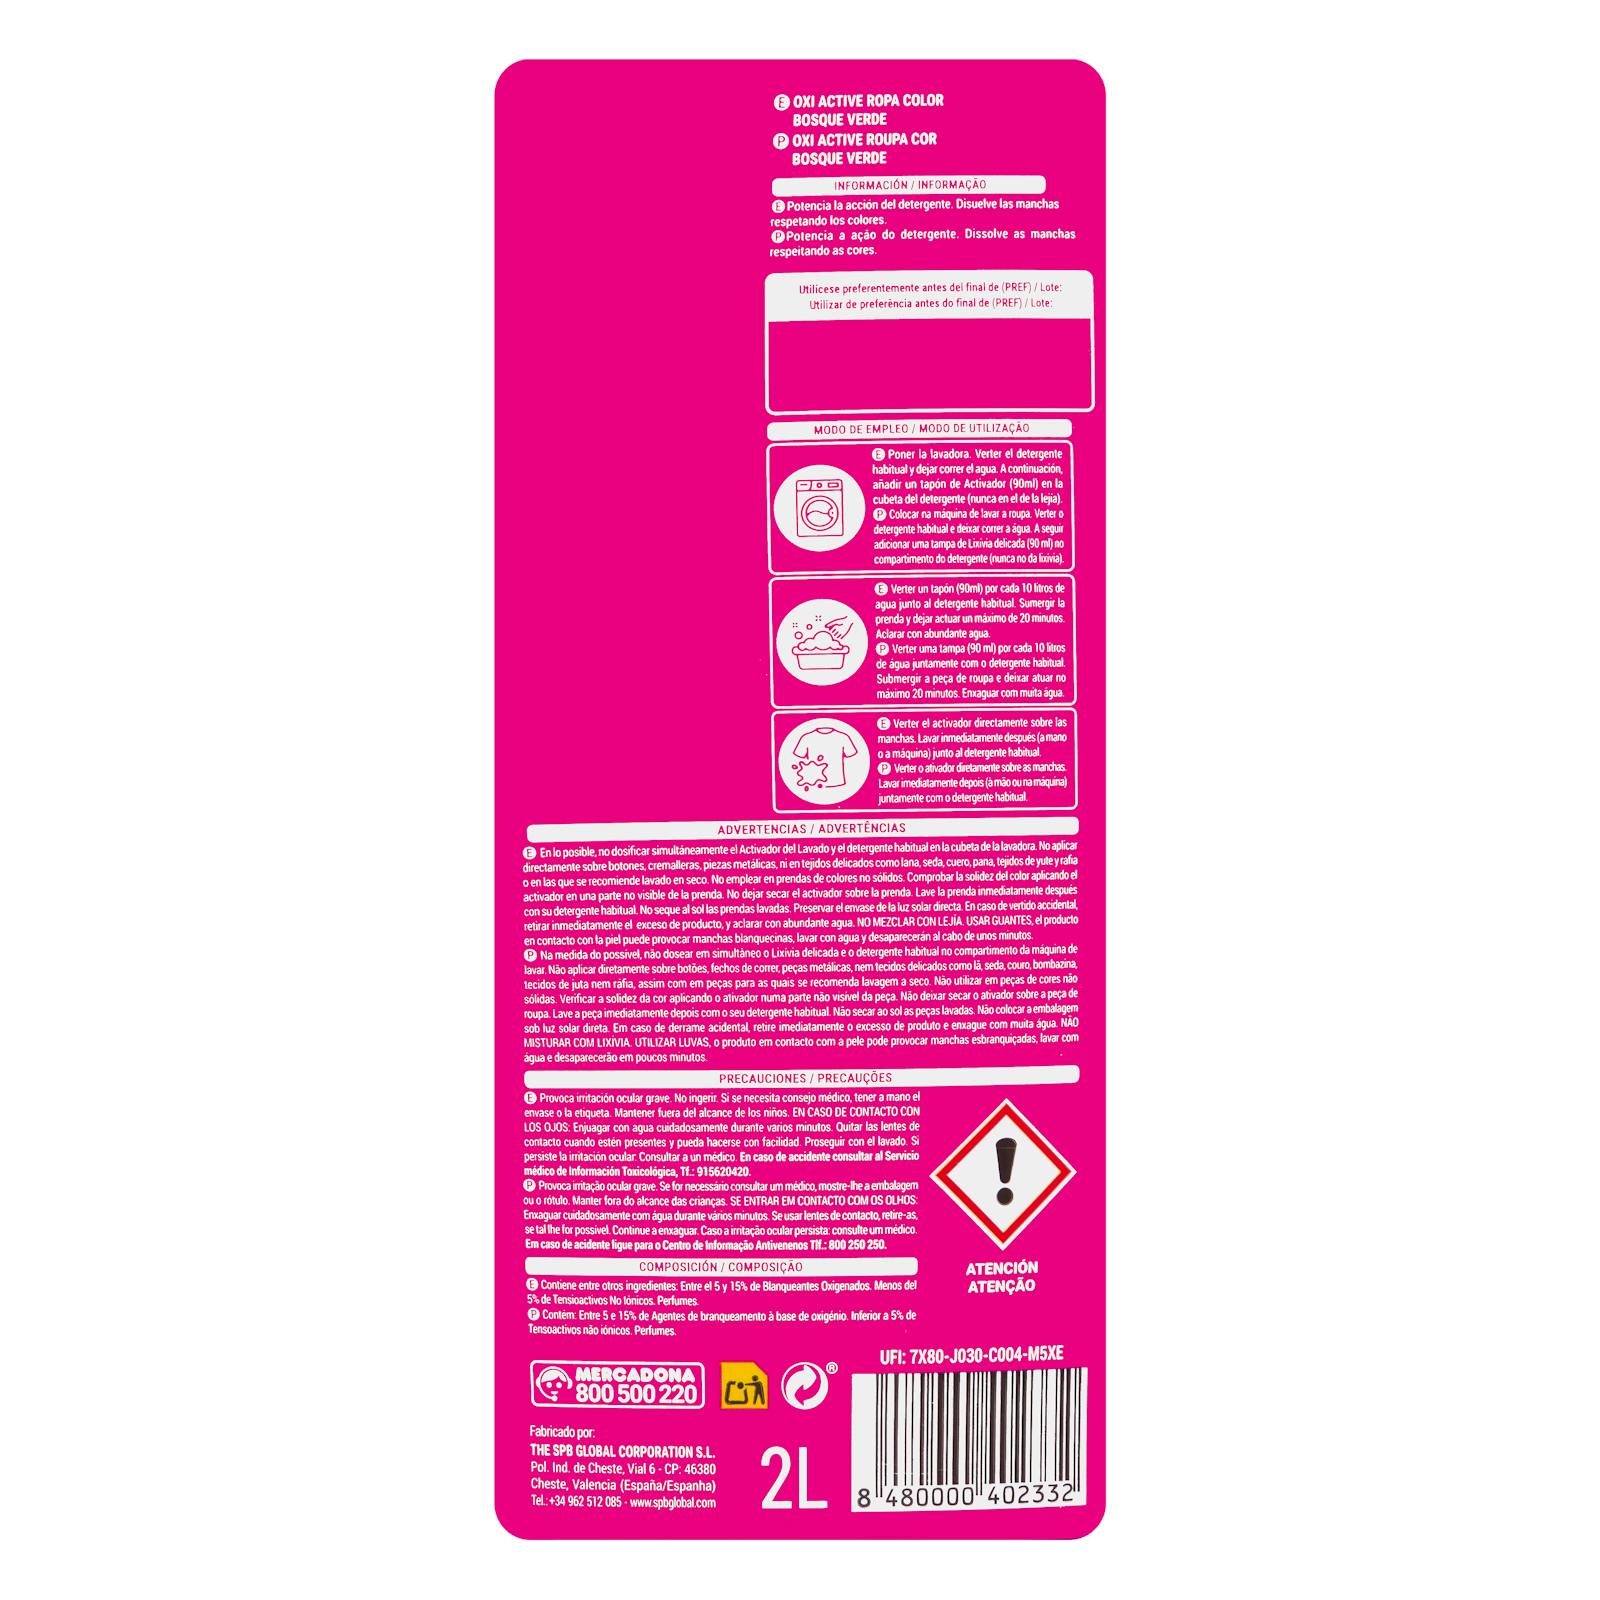 E OXI ACTIVE ROPA COLOR
BOSQUE VERDE
P OXI ACTIVE ROUPA COR
BOSQUE VERDE
INFORMACIÓN / INFORMAÇÃO
E Potencia la acción del detergente. Disuelve las manchas
respetando los colores.
P Potencia a ação do detergente. Dissolve as manchas
respeitando as cores.
Utilícese preferentemente antes del final de (PREF) / Lote:
Utilizar de preferência antes do final de (PREF) / Lote:
MODO DE EMPLEO / MODO DE UTILIZAÇÃO
E Poner la lavadora. Verter el detergente
habitual y dejar correr el agua. A continuación,
añadir un tapón de Activador (90ml) en la
cubeta del detergente (nunca en el de la lejía).
P Colocar na máquina de lavar a roupa. Verter o
detergente habitual e deixar correr a água. A seguir
adicionar uma tampa de Lixívia delicada (90 ml) no
compartimento do detergente (nunca no da lixívia).
E Verter un tapón (90ml) por cada 10 litros de
agua junto al detergente habitual. Sumergir la
prenda y dejar actuar un máximo de 20 minutos.
Aclarar con abundante agua.
P Verter uma tampa (90 ml) por cada 10 litros
de água juntamente com o detergente habitual.
Submergir a peça de roupa e deixar atuar no
máximo 20 minutos. Enxaguar com muita água.
E Verter el activador directamente sobre las
manchas. Lavar inmediatamente después (a mano
o a máquina) junto al detergente habitual.
P Verter o ativador diretamente sobre as manchas.
Lavar imediatamente depois (à mão ou na máquina)
juntamente com o detergente habitual.
ADVERTENCIAS / ADVERTÊNCIAS
E En lo posible, no dosificar simultáneamente el Activador del Lavado y el detergente habitual en la cubeta de la lavadora. No aplicar
directamente sobre botones, cremalleras, piezas metálicas, ni en tejidos delicados como lana, seda, cuero, pana, tejidos de yute y rafia
o en las que se recomiende lavado en seco. No emplear en prendas de colores no sólidos. Comprobar la solidez del color aplicando el
activador en una parte no visible de la prenda. No dejar secar el activador sobre la prenda. Lave la prenda inmediatamente después
con su detergente habitual. No seque al sol las prendas lavadas. Preservar el envase de la luz solar directa. En caso de vertido accidental,
retirar inmediatamente el exceso de producto, y aclarar con abundante agua. NO MEZCLAR CON LEJÍA. USAR GUANTES, el producto
en contacto con la piel puede provocar manchas blanquecinas, lavar con agua y desaparecerán al cabo de unos minutos.
P Na medida do possível, não dosear em simultâneo o Lixívia delicada e o detergente habitual no compartimento da máquina de
lavar. Não aplicar diretamente sobre botões, fechos de correr, peças metálicas, nem tecidos delicados como lã, seda, couro, bombazina,
tecidos de juta nem ráfia, assim com em peças para as quais se recomenda lavagem a seco. Não utilizar em peças de cores não
sólidas. Verificar a solidez da cor aplicando o ativador numa parte não visível da peça. Não deixar secar o ativador sobre a peça de
roupa. Lave a peça imediatamente depois com o seu detergente habitual. Não secar ao sol as peças lavadas. Não colocar a embalagem
sob luz solar direta. Em caso de derrame acidental, retire imediatamente o excesso de produto e enxague com muita água. NÃO
MISTURAR COM LIXÍVIA. UTILIZAR LUVAS, o produto em contacto com a pele pode provocar manchas esbranquiçadas, lavar com
água e desaparecerão em poucos minutos.
PRECAUCIONES / PRECAUÇÕES
E Provoca irritación ocular grave. No ingerir. Si se necesita consejo médico, tener a mano el
envase o la etiqueta. Mantener fuera del alcance de los niños. EN CASO DE CONTACTO CON
LOS OJOS: Enjuagar con agua cuidadosamente durante varios minutos. Quitar las lentes de
contacto cuando estén presentes y pueda hacerse con facilidad. Proseguir con el lavado. Si
persiste la irritación ocular: Consultar a un médico. En caso de accidente consultar al Servicio
médico de Información Toxicológica, Tf.: 915620420.
P Provoca irritação ocular grave. Se for necessário consultar um médico, mostre-lhe a embalagem
ou o rótulo. Manter fora do alcance das crianças. SE ENTRAR EM CONTACTO COM OS OLHOS:
Enxaguar cuidadosamente com água durante vários minutos. Se usar lentes de contacto, retire-as,
se tal lhe for possível. Continue a enxaguar. Caso a irritação ocular persista: consulte um médico.
Em caso de acidente ligue para o Centro de Informação Antivenenos Tlf.: 800 250 250.
ATENCIÓN
ATENÇÃO
COMPOSICIÓN / COMPOSIÇÃO
E Contiene entre otros ingredientes: Entre el 5 y 15% de Blanqueantes Oxigenados. Menos del
5% de Tensioactivos No Iónicos. Perfumes.
P Contém: Entre 5 e 15% de Agentes de branqueamento à base de oxigénio. Inferior a 5% de
Tensoactivos não iónicos. Perfumes.
UFI: 7X80-J030-C004-M5XE
MERCADONA
800 500 220
®
Fabricado por:
THE SPB GLOBAL CORPORATION S.L.
Pol. Ind. de Cheste, Vial 6 - CP: 46380
Cheste, Valencia (España/Espanha)
Tel.: +34 962 512 085 - www.spbglobal.com
2L
8 480000 402332